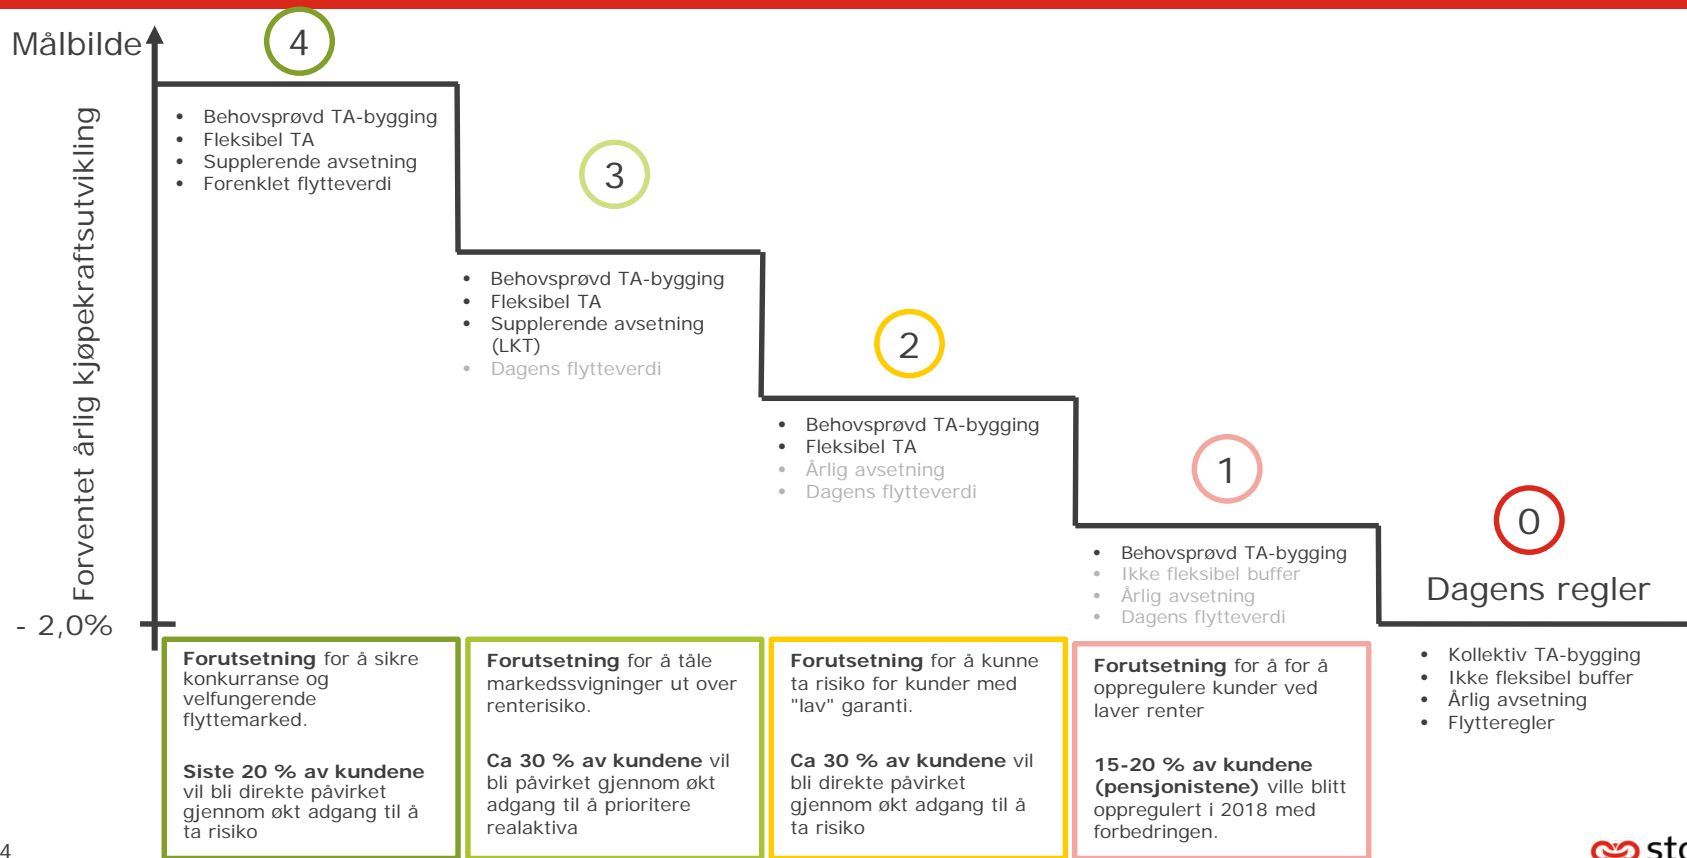 Målbilde
Forventet årlig kjøpekraftsutvikling
- 2,0%
4
• Behovsprøvd TA-bygging
• Fleksibel TA
• Supplerende avsetning
• Forenklet flytteverdi
3
• Behovsprøvd TA-bygging
• Fleksibel TA
• Supplerende avsetning
(LKT)
• Dagens flytteverdi
2
• Behovsprøvd TA-bygging
• Fleksibel TA
• Årlig avsetning
• Dagens flytteverdi
1
• Behovsprøvd TA-bygging
• Ikke fleksibel buffer
• Årlig avsetning
• Dagens flytteverdi
0
Dagens regler
• Kollektiv TA-bygging
• Ikke fleksibel buffer
• Årlig avsetning
• Flytteregler
Forutsetning for å sikre
konkurranse og
velfungerende
flyttemarked.
Siste 20 % av kundene
vil bli direkte påvirket
gjennom økt adgang til å
ta risiko
Forutsetning for å tåle
markedssvigninger ut over
renterisiko.
Ca 30 % av kundene vil
bli påvirket gjennom økt
adgang til å prioritere
realaktiva
Forutsetning for å kunne
ta risiko for kunder med
"lav" garanti.
Ca 30 % av kundene vil
bli direkte påvirket
gjennom økt adgang til å
ta risiko
Forutsetning for å for å
oppregulere kunder ved
laver renter
15-20 % av kundene
(pensjonistene) ville blitt
oppregulert i 2018 med
forbedringen.
4